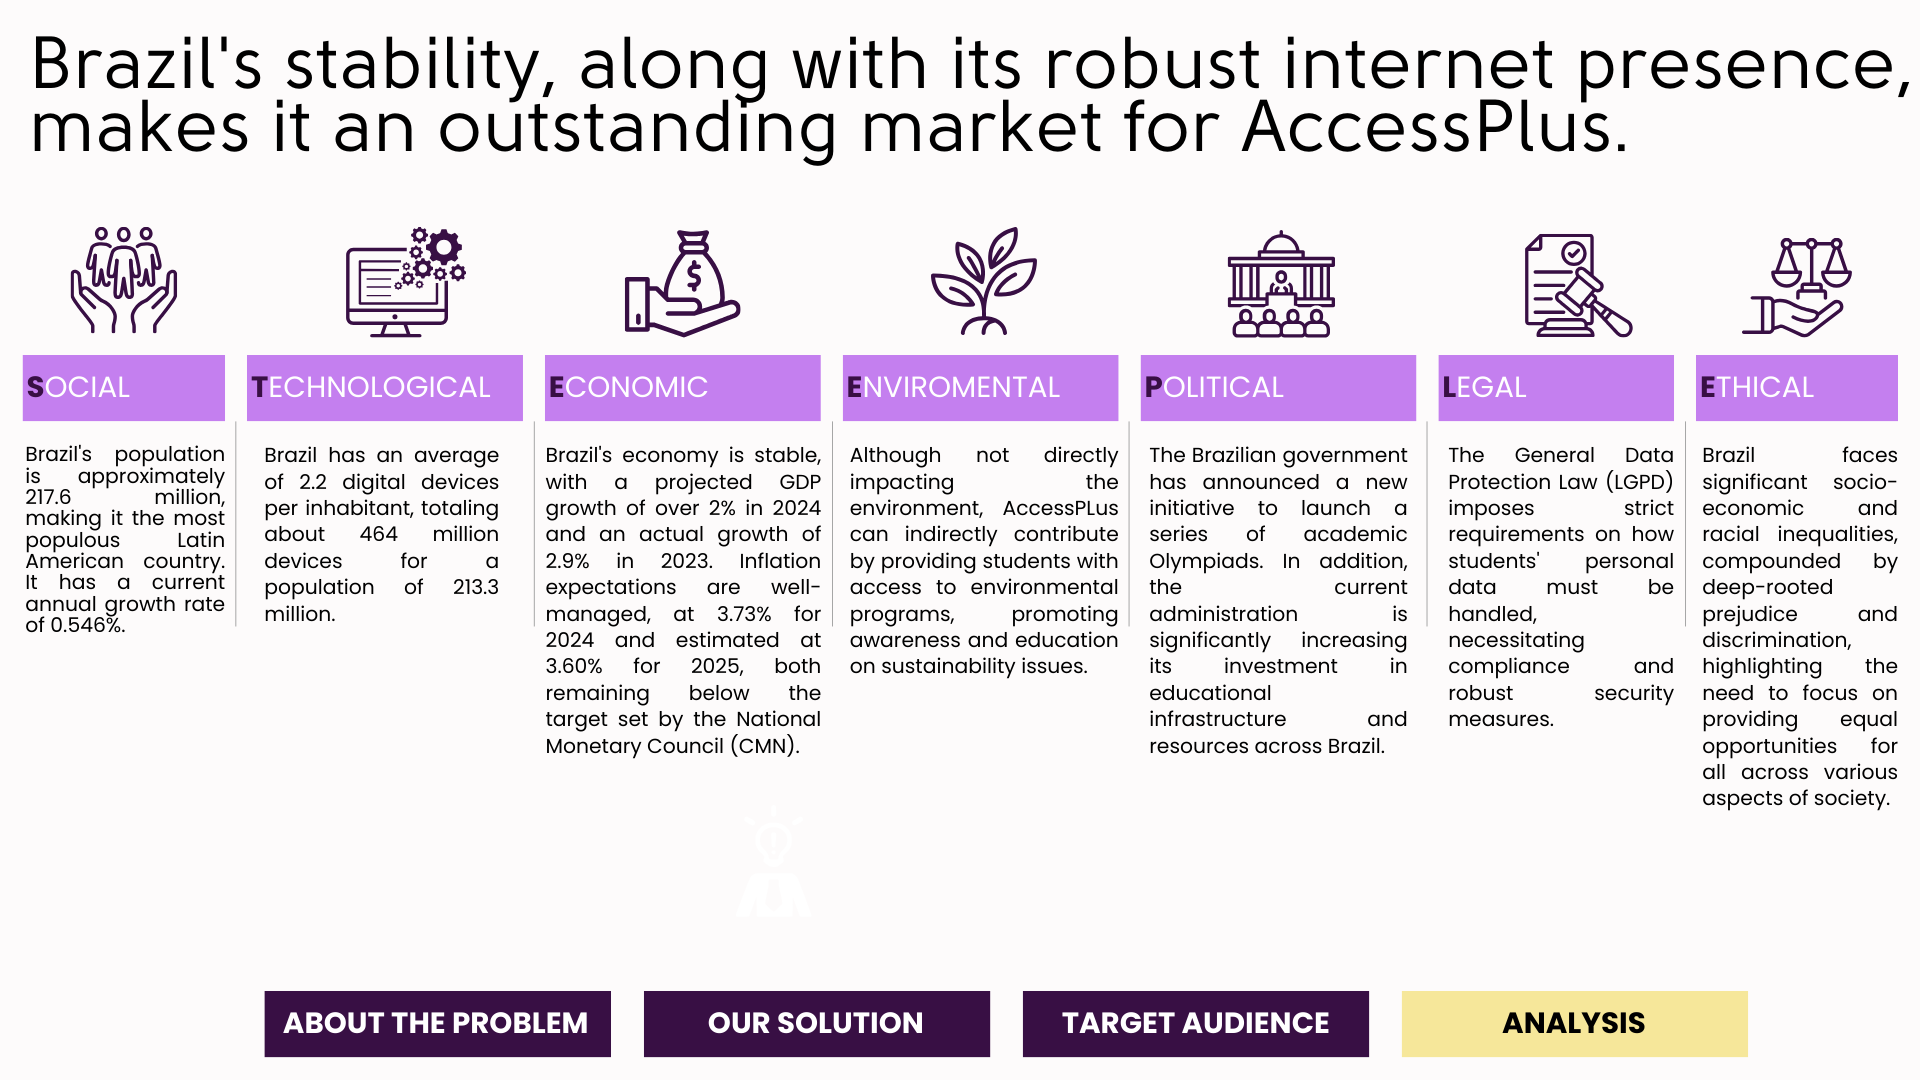 Brazil's stability, along with its robust internet presence,
makes it an outstanding market for AccessPlus.
SOCIAL
Brazil's population
is approximately
217.6 million,
making it the most
populous Latin
American country.
It has a current
annual growth rate
of 0.546%.
TECHNOLOGICAL
Brazil has an average
of 2.2 digital devices
per inhabitant, totaling
about 464 million
devices for a
population of 213.3
million.
ECONOMIC
Brazil's economy is stable,
with a projected GDP
growth of over 2% in 2024
and an actual growth of
2.9% in 2023. Inflation
expectations are well-
managed, at 3.73% for
2024 and estimated at
3.60% for 2025, both
remaining below the
target set by the National
Monetary Council (CMN).
ENVIROMENTAL
Although not directly
impacting the
environment, AccessPLus
can indirectly contribute
by providing students with
access to environmental
programs, promoting
awareness and education
on sustainability issues.
POLITICAL
The Brazilian government
has announced a new
initiative to launch a
series of academic
Olympiads. In addition,
the current
administration is
significantly increasing
its investment in
educational
infrastructure and
resources across Brazil.
LEGAL
The General Data
Protection Law (LGPD)
imposes strict
requirements on how
students' personal
data must be
handled,
necessitating
compliance and
robust security
measures.
ETHICAL
Brazil faces
significant socio-
economic and
racial inequalities,
compounded by
deep-rooted
prejudice and
discrimination,
highlighting the
need to focus on
providing equal
opportunities for
all across various
aspects of society.
ABOUT THE PROBLEM
OUR SOLUTION
TARGET AUDIENCE
ANALYSIS